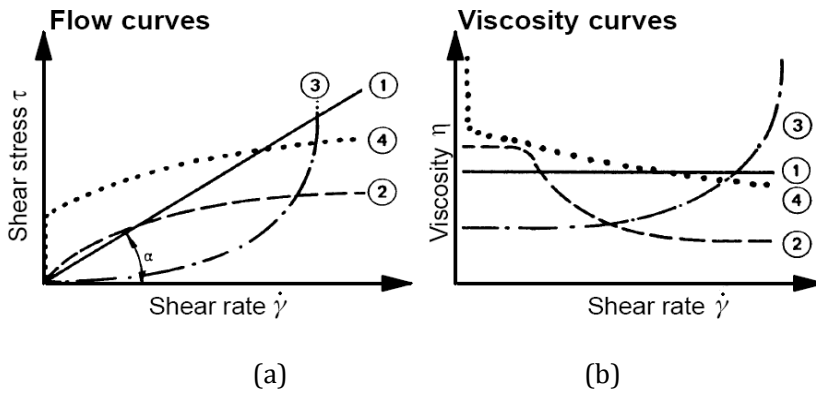 Flow curves
Shear stress τ
3
1
4
2
α
Shear rate γ̇
(a)
Viscosity curves
Viscosity η
3
1
4
2
Shear rate γ̇
(b)